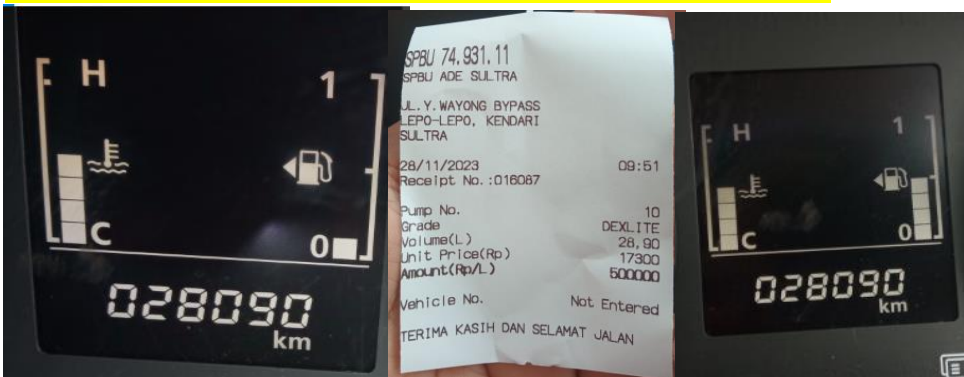 H 1
C 0
028090
km
SPBU 74.931.11
SPBU ADE SULTRA
JL.Y.WAYONG BYPASS
LEPO-LEPO, KENDARI
SULTRA
28/11/2023 09:51
Receipt No.:016087
Pump No. 10
Grade DEXLITE
Volume(L) 28,90
Unit Price(Rp) 17300
Amount(Rp/L) 500000
Vehicle No. Not Entered
TERIMA KASIH DAN SELAMAT JALAN
H 1
C 0
028090
km